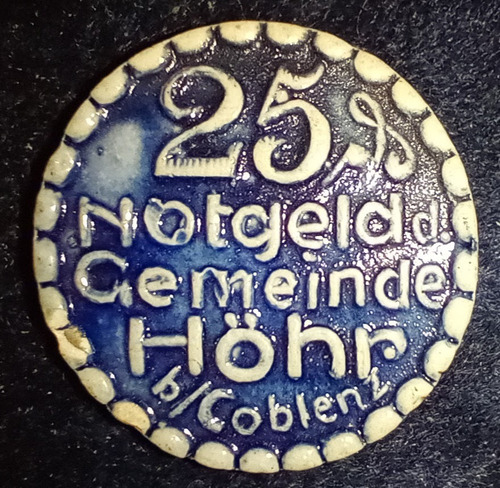 25 ₰
Notgeld d.
Gemeinde
Höhr
b/Coblenz